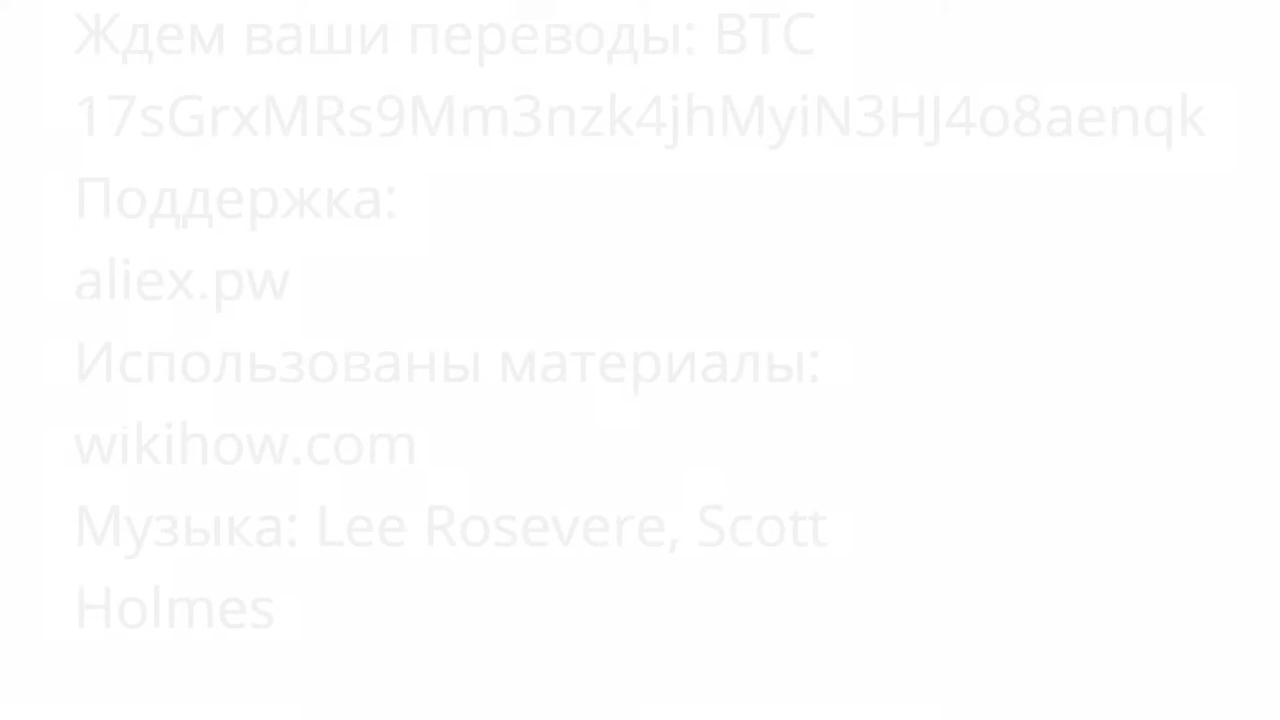 Ждем ваши переводы: BTC
17sGrxMRs9Mm3nzk4jhMyiN3HJ4o8aenqk
Поддержка:
aliex.pw
Использованы материалы:
wikihow.com
Музыка: Lee Rosevere, Scott
Holmes